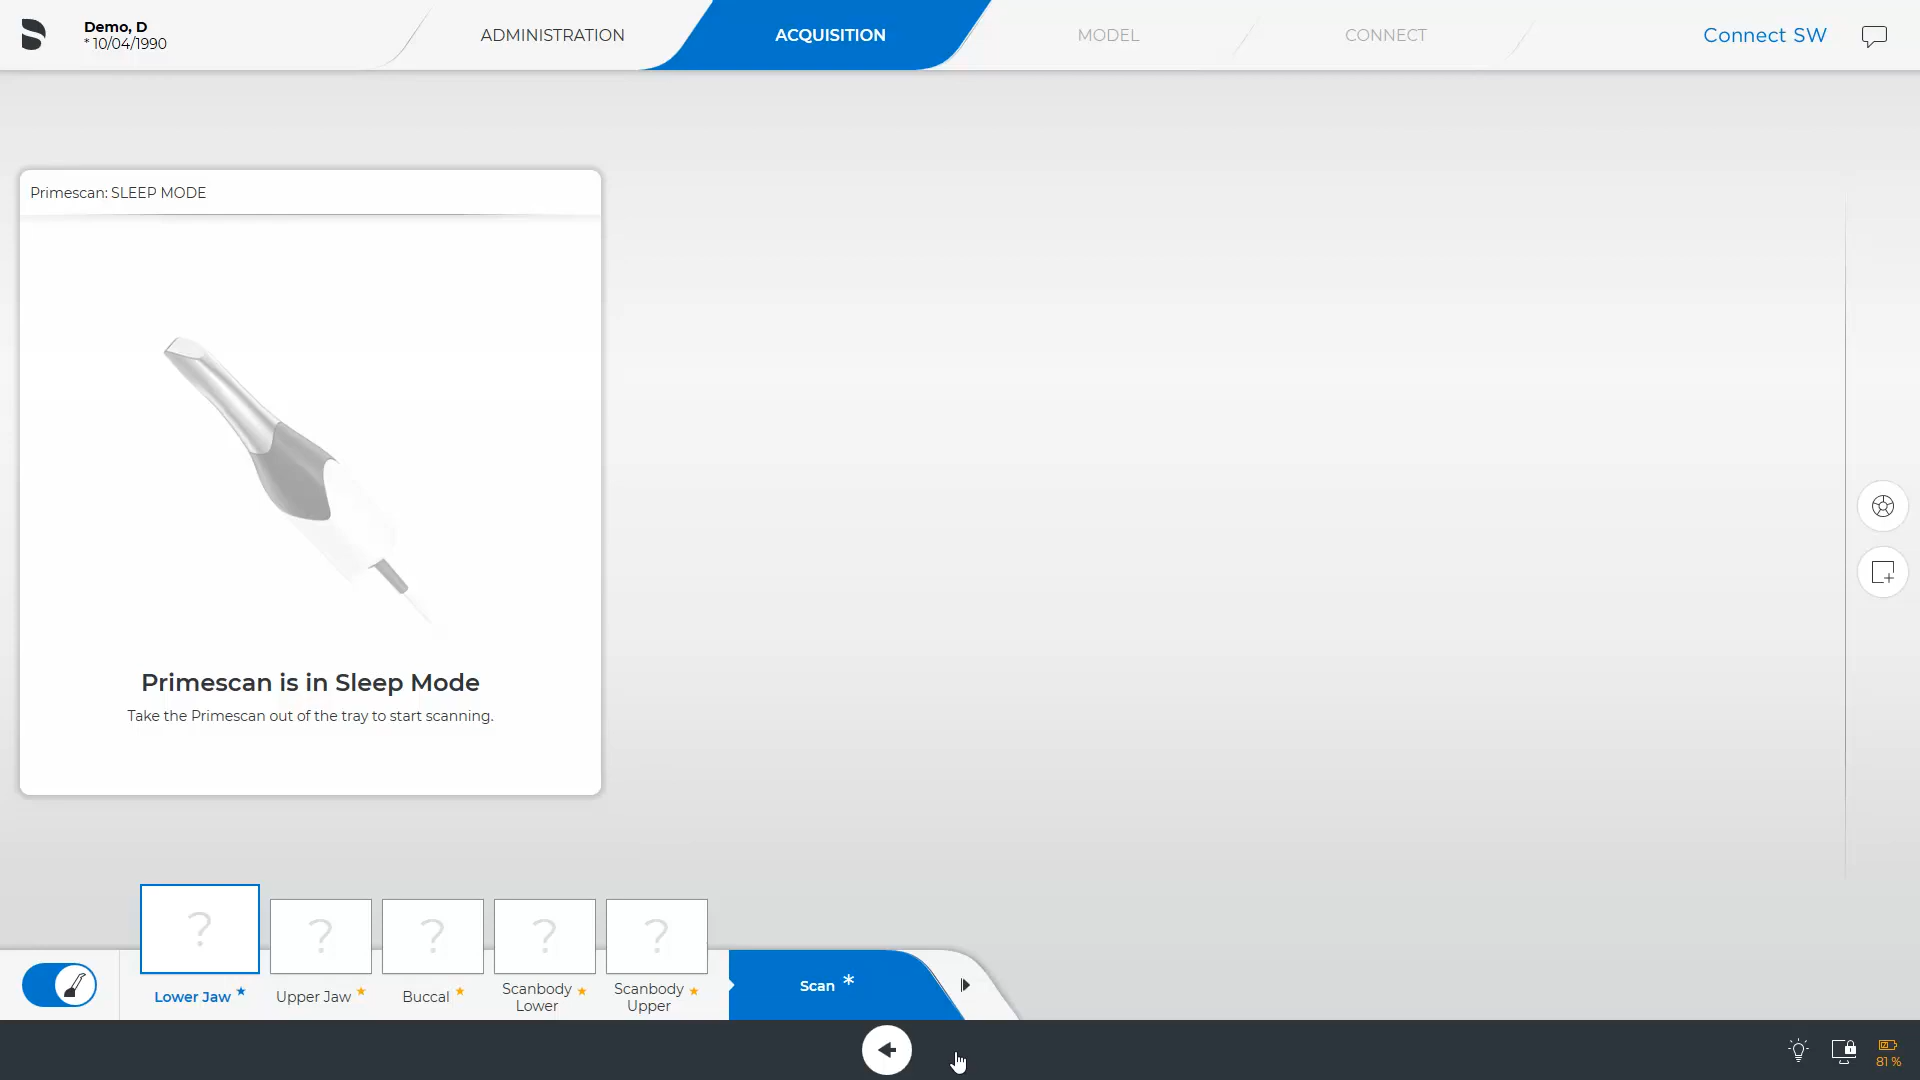 Demo, D
* 10/04/1990
ADMINISTRATION
ACQUISITION
MODEL
CONNECT
Connect SW
Primescan: SLEEP MODE
Primescan is in Sleep Mode
Take the Primescan out of the tray to start scanning.
?
?
?
?
?
Lower Jaw
Upper Jaw
Buccal
Scanbody
Lower
Scanbody
Upper
Scan *
81 %